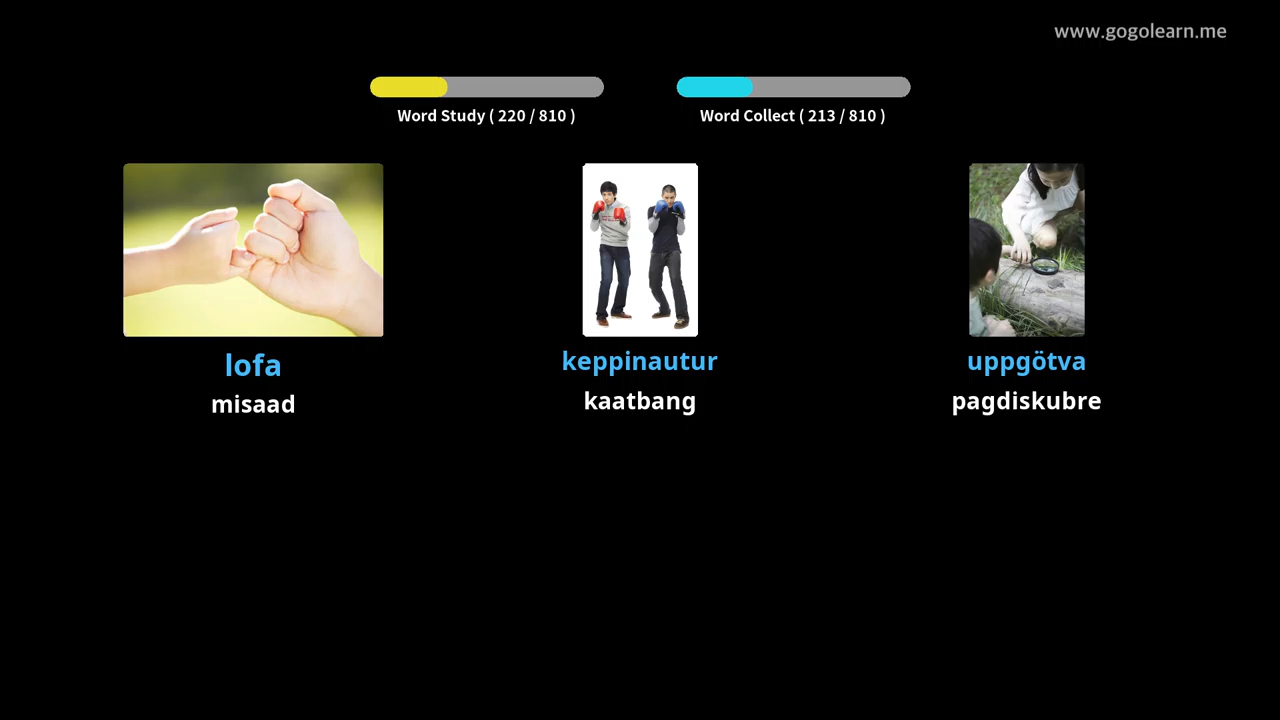 www.gogolearn.me
Word Study ( 220 / 810 )
Word Collect ( 213 / 810 )
lofa
misaad
keppinautur
kaatbang
uppgötva
pagdiskubre